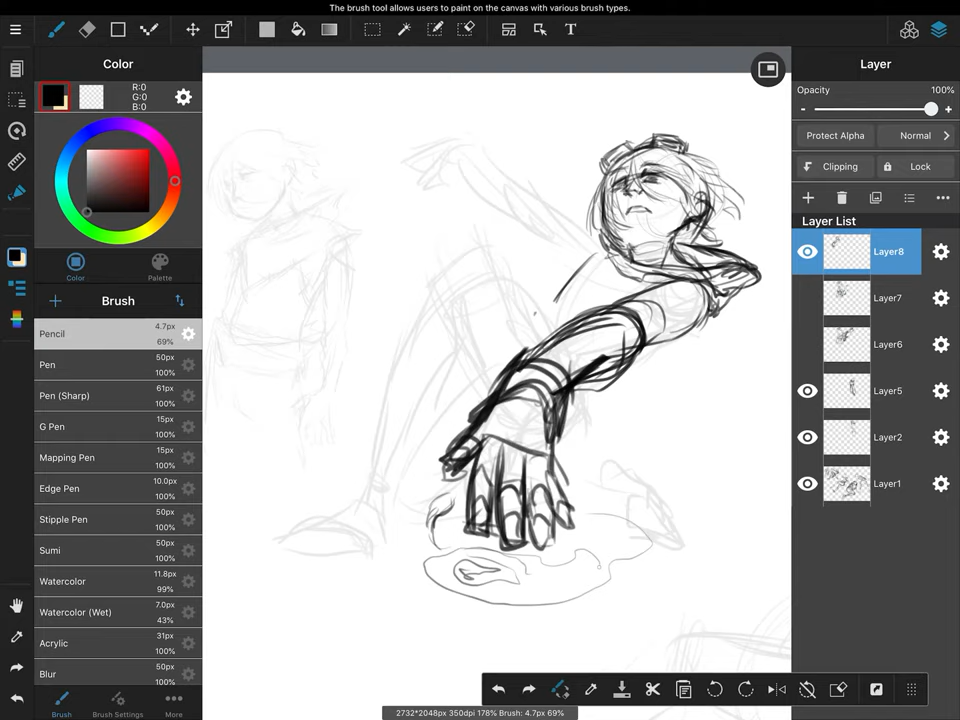 The brush tool allows users to paint on the canvas with various brush types.
T
Color
R:0
G:0
B:0
Color
Palette
Brush
Pencil
4.7px
69%
Pen
50px
100%
Pen (Sharp)
61px
100%
G Pen
15px
100%
Mapping Pen
15px
100%
Edge Pen
10.0px
100%
Stipple Pen
50px
100%
Sumi
50px
100%
Watercolor
11.8px
99%
Watercolor (Wet)
7.0px
43%
Acrylic
31px
100%
Blur
50px
100%
Brush
Brush Settings
More
Layer
Opacity
100%
-
+
Protect Alpha
Normal
Clipping
Lock
Layer List
Layer8
Layer7
Layer6
Layer5
Layer2
Layer1
2732*2048px 350dpi 178% Brush: 4.7px 69%